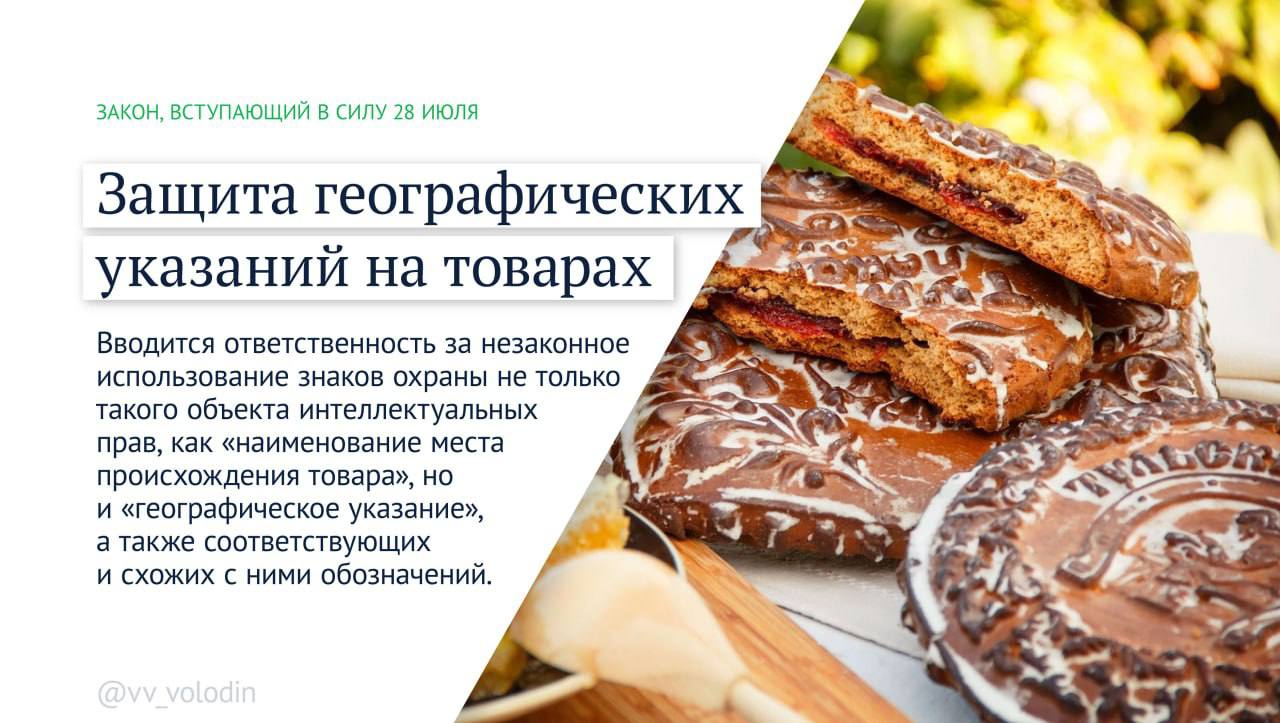 ЗАКОН, ВСТУПАЮЩИЙ В СИЛУ 28 ИЮЛЯ
Защита географических
указаний на товарах
Вводится ответственность за незаконное
использование знаков охраны не только
такого объекта интеллектуальных
прав, как «наименование места
происхождения товара», но
и «географическое указание»,
а также соответствующих
и схожих с ними обозначений.
@vv_volodin
ТУЛЬСК